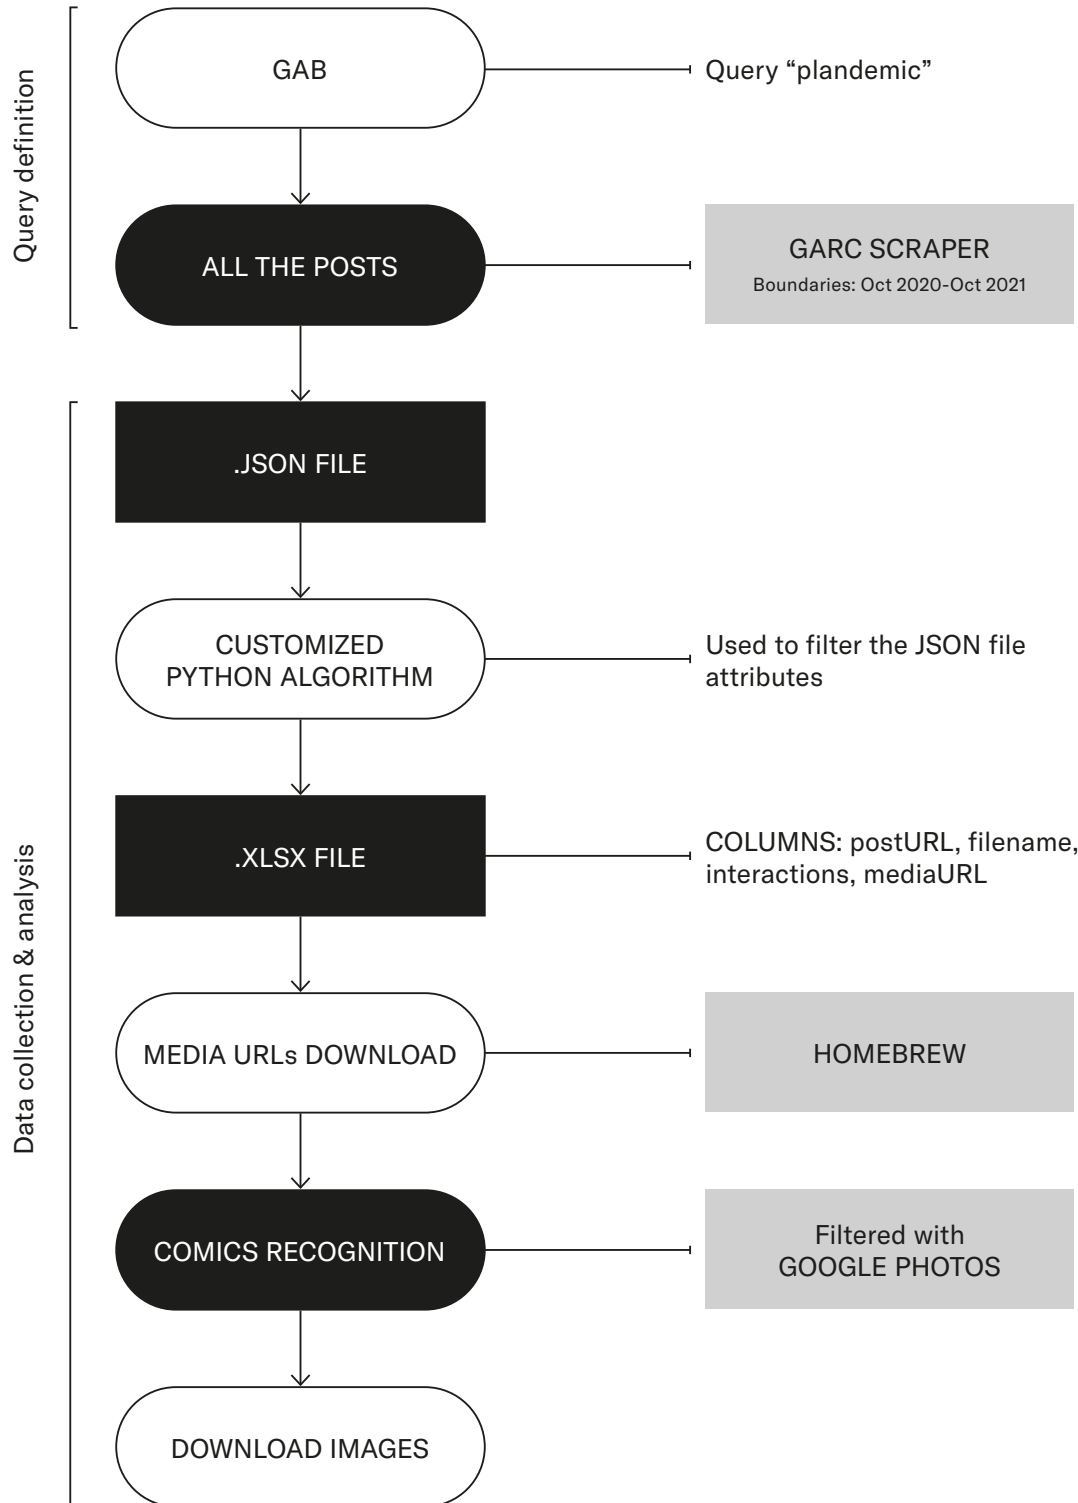 Query definition
GAB
Query “plandemic”
ALL THE POSTS
GARC SCRAPER
Boundaries: Oct 2020-Oct 2021
Data collection & analysis
.JSON FILE
CUSTOMIZED
PYTHON ALGORITHM
Used to filter the JSON file
attributes
.XLSX FILE
COLUMNS: postURL, filename,
interactions, mediaURL
MEDIA URLs DOWNLOAD
HOMEBREW
COMICS RECOGNITION
Filtered with
GOOGLE PHOTOS
DOWNLOAD IMAGES